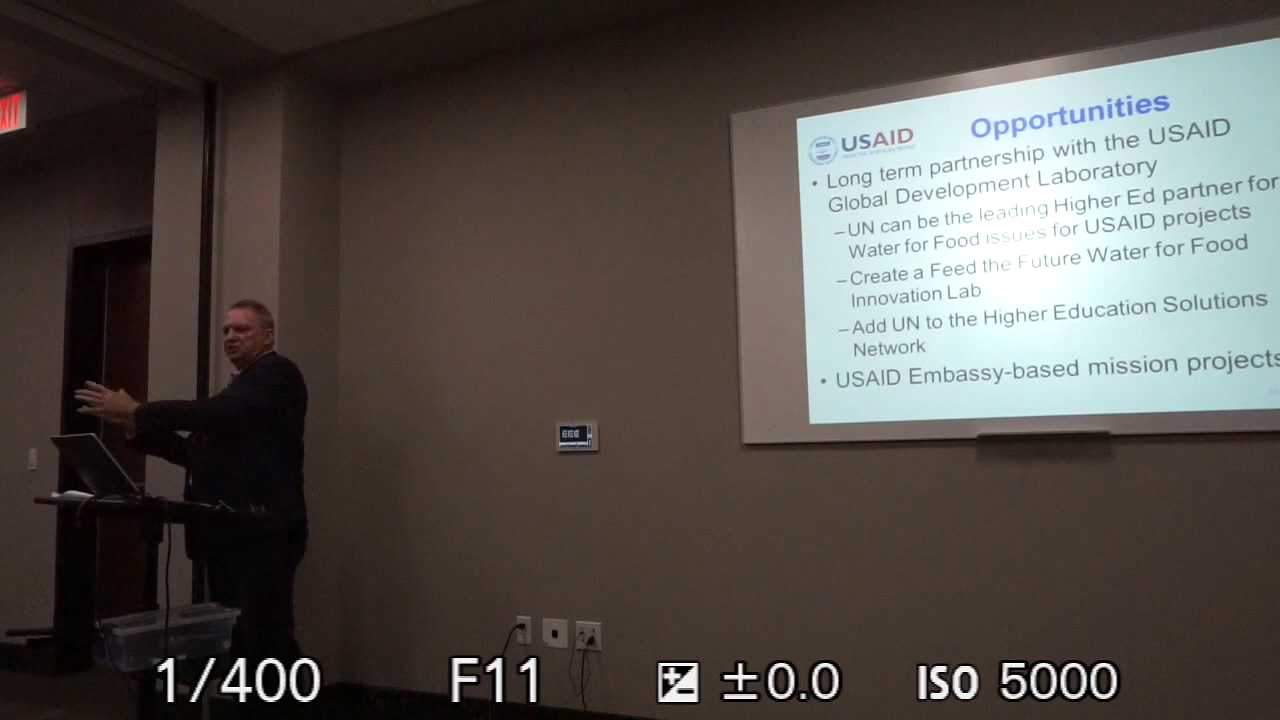 EXIT
Opportunities
USAID
• Long term partnership with the USAID
Global Development Laboratory
–UN can be the leading Higher Ed partner for
Water for Food issues for USAID projects
–Create a Feed the Future Water for Food
Innovation Lab
–Add UN to the Higher Education Solutions
Network
• USAID Embassy-based mission projects
1/400 F11 ±0.0 ISO 5000